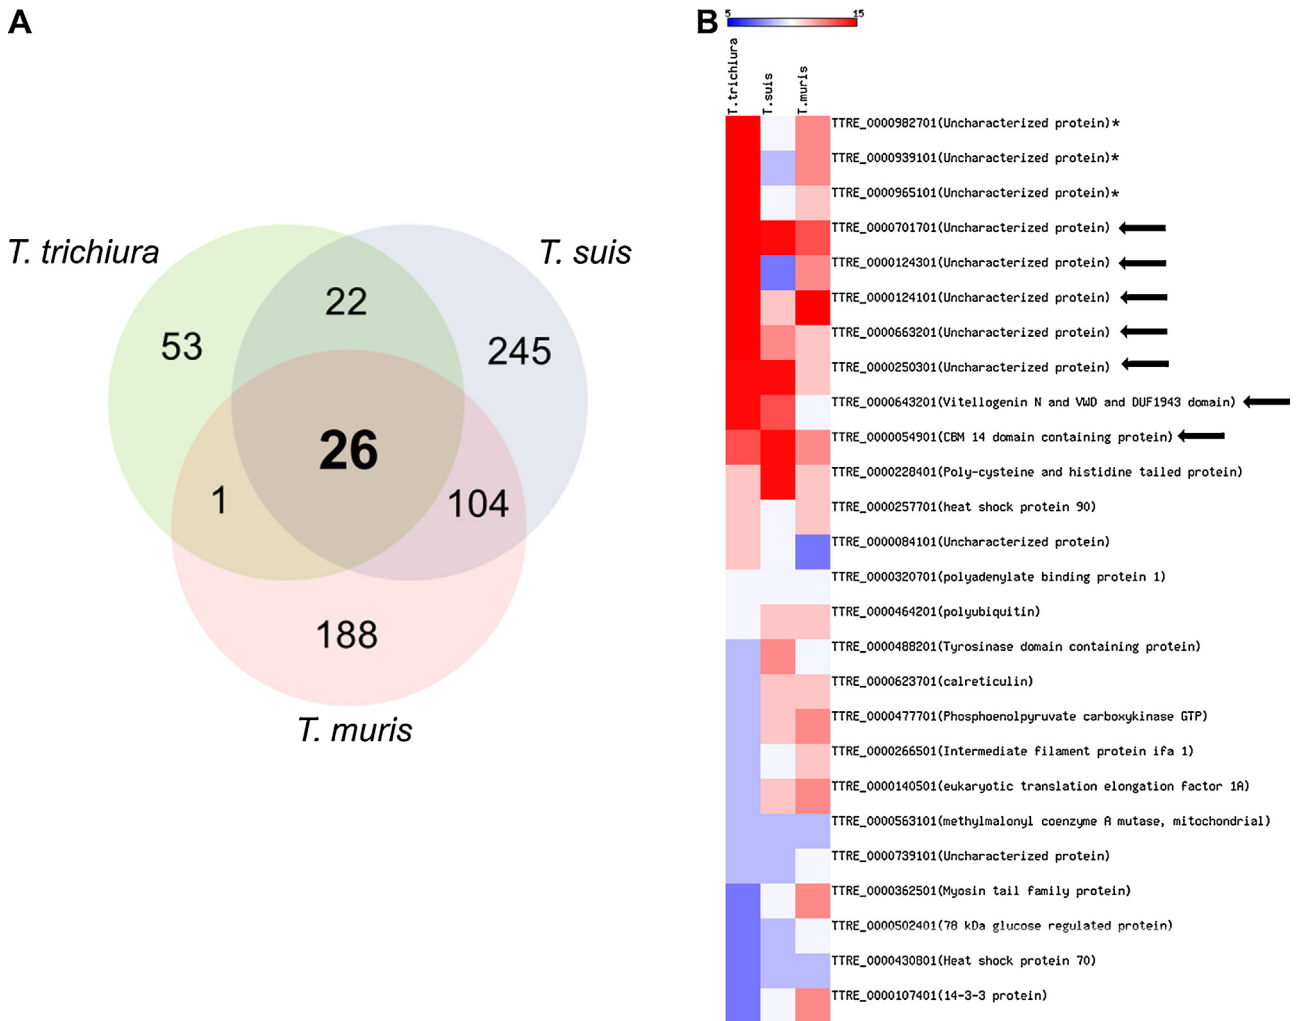 A
T. trichiura
T. suis
22
53
245
26
1
104
188
T. muris
B
5
15
T.trichiura
T.suis
T.muris
TTRE_0000982701(Uncharacterized protein)*
TTRE_0000939101(Uncharacterized protein)*
TTRE_0000965101(Uncharacterized protein)*
TTRE_0000701701(Uncharacterized protein)
TTRE_0000124301(Uncharacterized protein)
TTRE_0000124101(Uncharacterized protein)
TTRE_0000663201(Uncharacterized protein)
TTRE_0000250301(Uncharacterized protein)
TTRE_0000643201(Vitellogenin N and VWD and DUF1943 domain)
TTRE_0000054901(CBM 14 domain containing protein)
TTRE_0000228401(Poly-cysteine and histidine tailed protein)
TTRE_0000257701(heat shock protein 90)
TTRE_0000084101(Uncharacterized protein)
TTRE_0000320701(polyadenylate binding protein 1)
TTRE_0000464201(polyubiquitin)
TTRE_0000488201(Tyrosinase domain containing protein)
TTRE_0000623701(calreticulin)
TTRE_0000477701(Phosphoenolpyruvate carboxykinase GTP)
TTRE_0000266501(Intermediate filament protein ifa 1)
TTRE_0000140501(eukaryotic translation elongation factor 1A)
TTRE_0000563101(methylmalonyl coenzyme A mutase, mitochondrial)
TTRE_0000739101(Uncharacterized protein)
TTRE_0000362501(Myosin tail family protein)
TTRE_0000502401(78 kDa glucose regulated protein)
TTRE_0000430801(Heat shock protein 70)
TTRE_0000107401(14-3-3 protein)